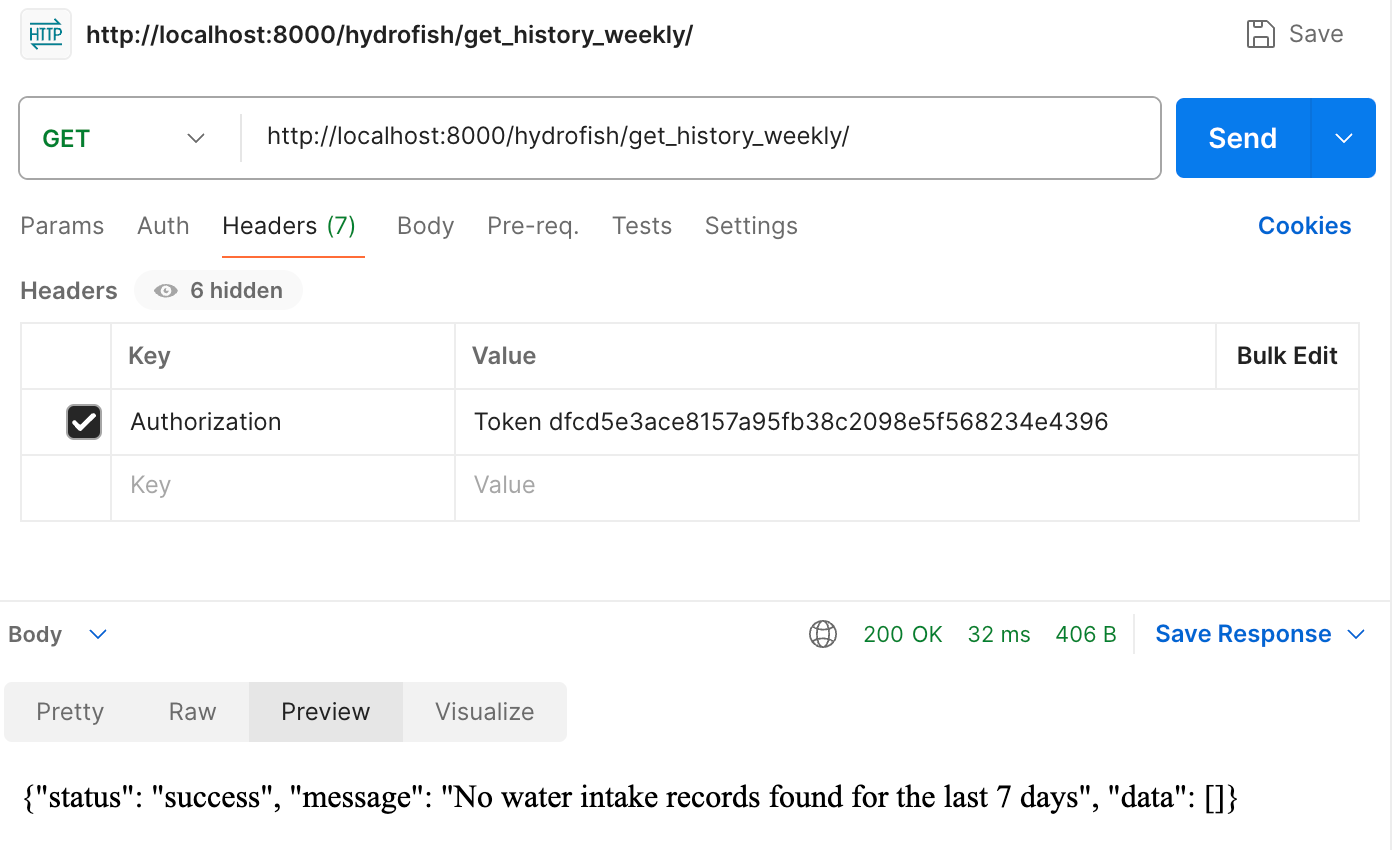 HTTP http://localhost:8000/hydrofish/get_history_weekly/ Save
GET http://localhost:8000/hydrofish/get_history_weekly/ Send
Params Auth Headers (7) Body Pre-req. Tests Settings Cookies
Headers 6 hidden
Key Value Bulk Edit
Authorization Token dfcd5e3ace8157a95fb38c2098e5f568234e4396
Key Value
Body 200 OK 32 ms 406 B Save Response
Pretty Raw Preview Visualize
{"status": "success", "message": "No water intake records found for the last 7 days", "data": []}